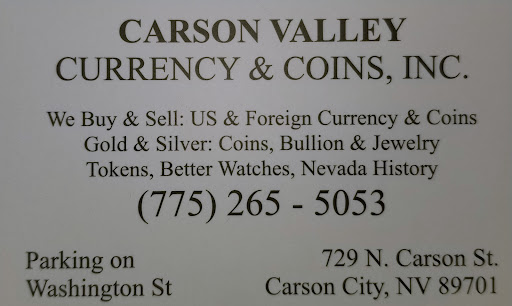 CARSON VALLEY
CURRENCY & COINS, INC.
We Buy & Sell: US & Foreign Currency & Coins
Gold & Silver: Coins, Bullion & Jewelry
Tokens, Better Watches, Nevada History
(775) 265 - 5053
Parking on
Washington St
729 N. Carson St.
Carson City, NV 89701